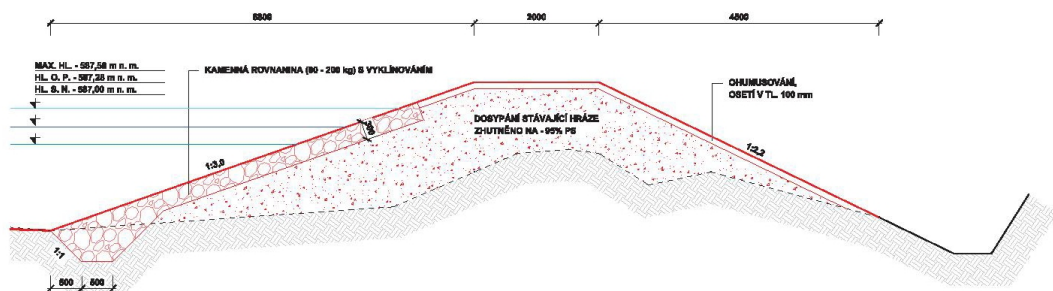 6800
2000
4500
MAX. HL. - 587,58 m n. m.
HL. O. P. - 587,28 m n. m.
HL. S. N. - 587,00 m n. m.
KAMENNÁ ROVNANINA (80 - 200 kg) S VYKLÍNOVÁNÍM
OHUMUSOVÁNÍ,
OSETÍ V TL. 100 mm
DOSYPÁNÍ STÁVAJÍCÍ HRÁZE
ZHUTNĚNO NA - 95% PS
300
1:3,0
1:2,2
1:1
500
500